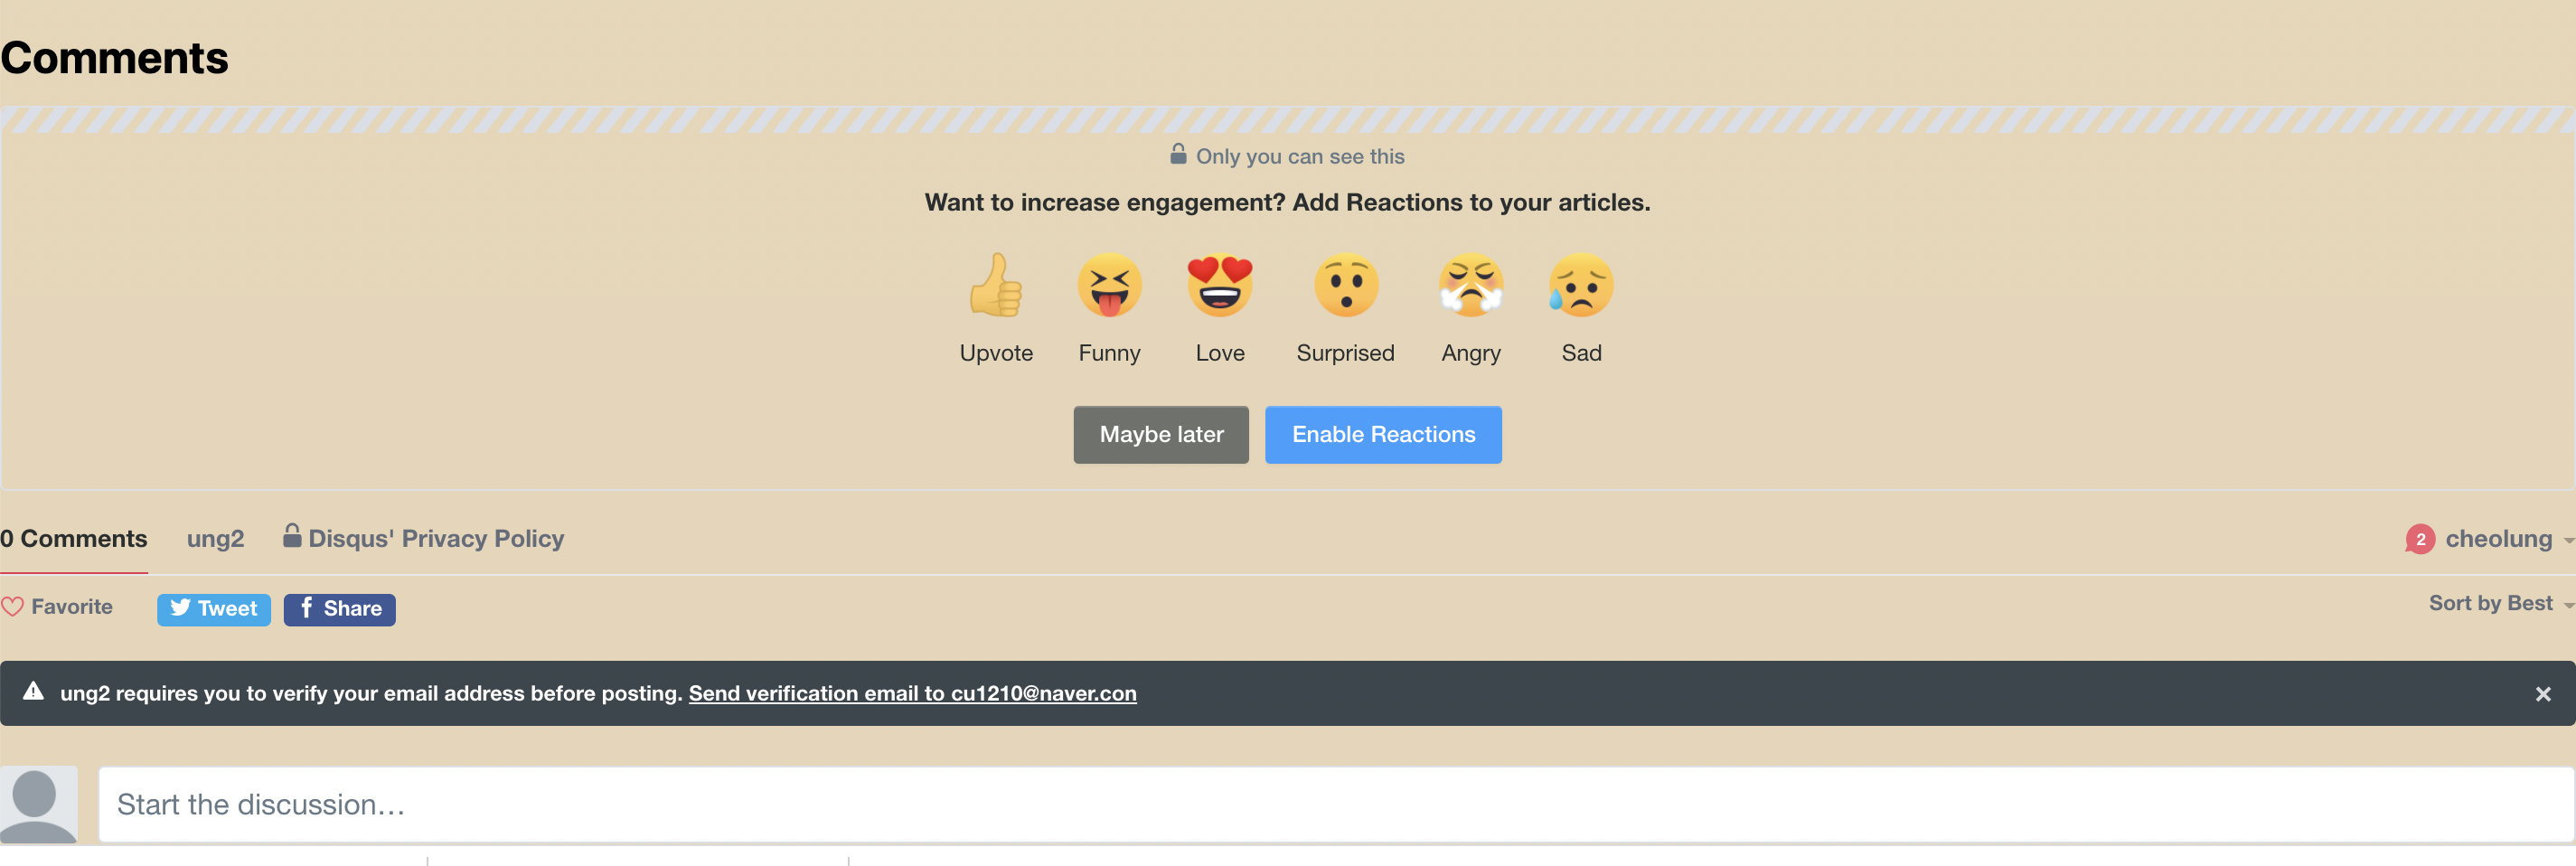 Comments
Only you can see this
Want to increase engagement? Add Reactions to your articles.
Upvote Funny Love Surprised Angry Sad
Maybe later Enable Reactions
0 Comments ung2 Disqus' Privacy Policy 2 cheolung
Favorite Tweet Share Sort by Best
ung2 requires you to verify your email address before posting. Send verification email to cu1210@naver.con
Start the discussion…